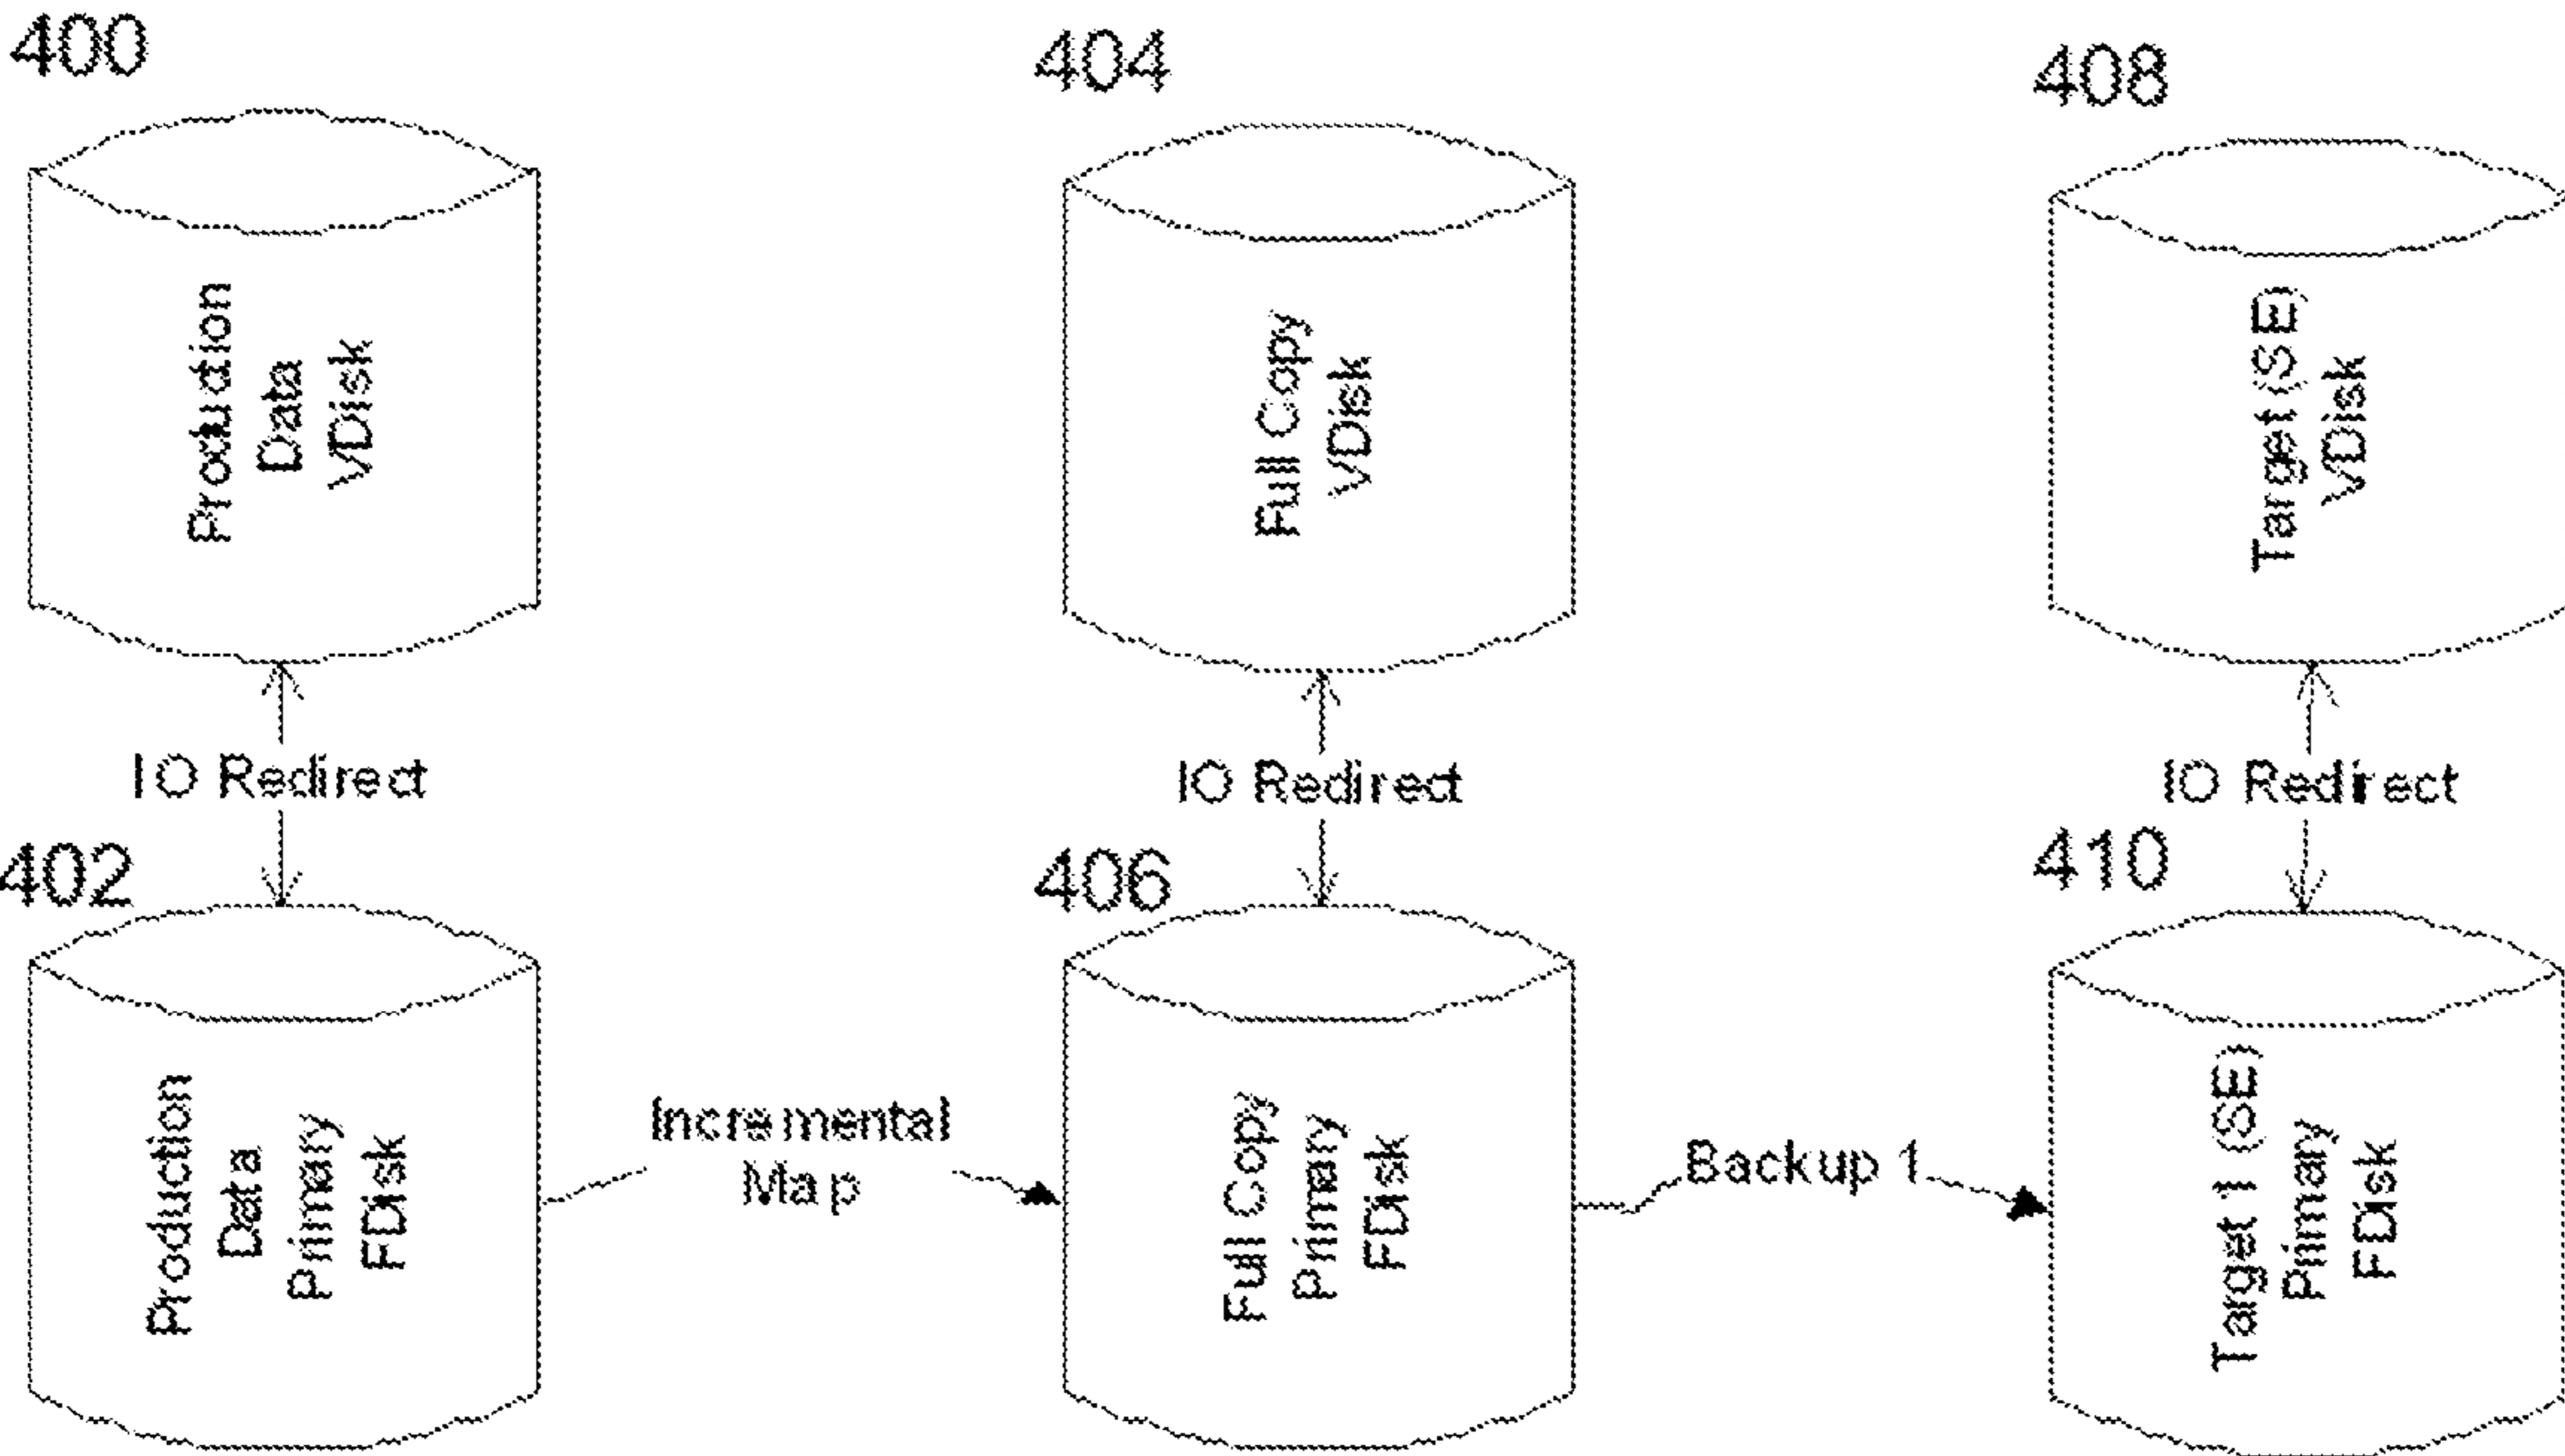 400
Production
Data
VDisk
404
Full Copy
VDisk
408
Target (SE)
VDisk
IO Redirect
IO Redirect
IO Redirect
402
Production
Data
Primary
FDisk
Incremental
Map
406
Full Copy
Primary
FDisk
Backup 1
410
Target 1 (SE)
Primary
FDisk